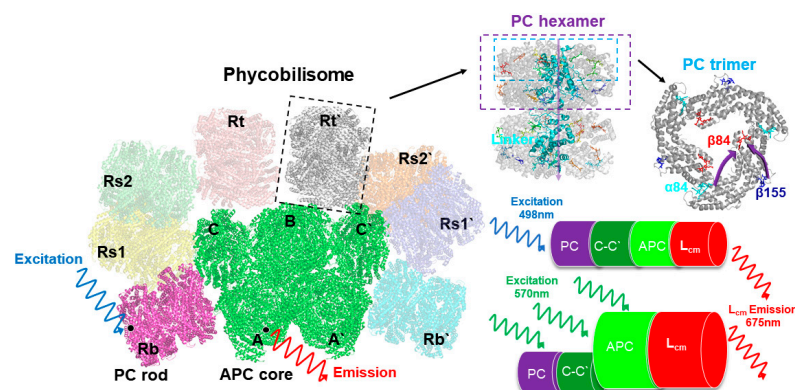 Phycobilisome
Rt
Rt`
Rs2
Rs2`
C
B
C`
Rs1
Rs1`
Excitation
Rb
A
A`
Rb`
PC rod
APC core
Emission
PC hexamer
Linker
PC trimer
β84
α84
β155
Excitation
498nm
PC
C-C`
APC
Lcm
Excitation
570nm
Lcm Emission
675nm
APC
Lcm
PC
C-C`